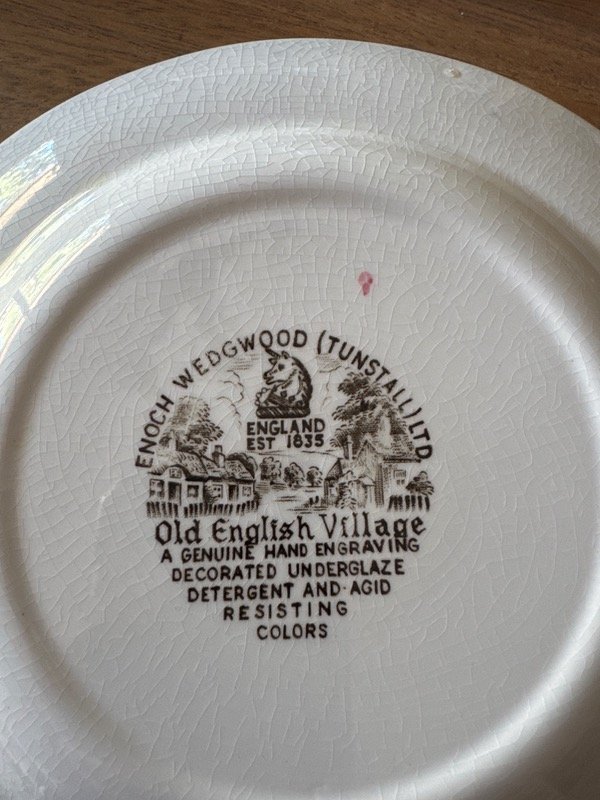 ENOCH WEDGWOOD (TUNSTALL) LTD.
ENGLAND
EST 1835
Old English Village
A GENUINE HAND ENGRAVING
DECORATED UNDERGLAZE
DETERGENT AND·ACID
RESISTING
COLORS